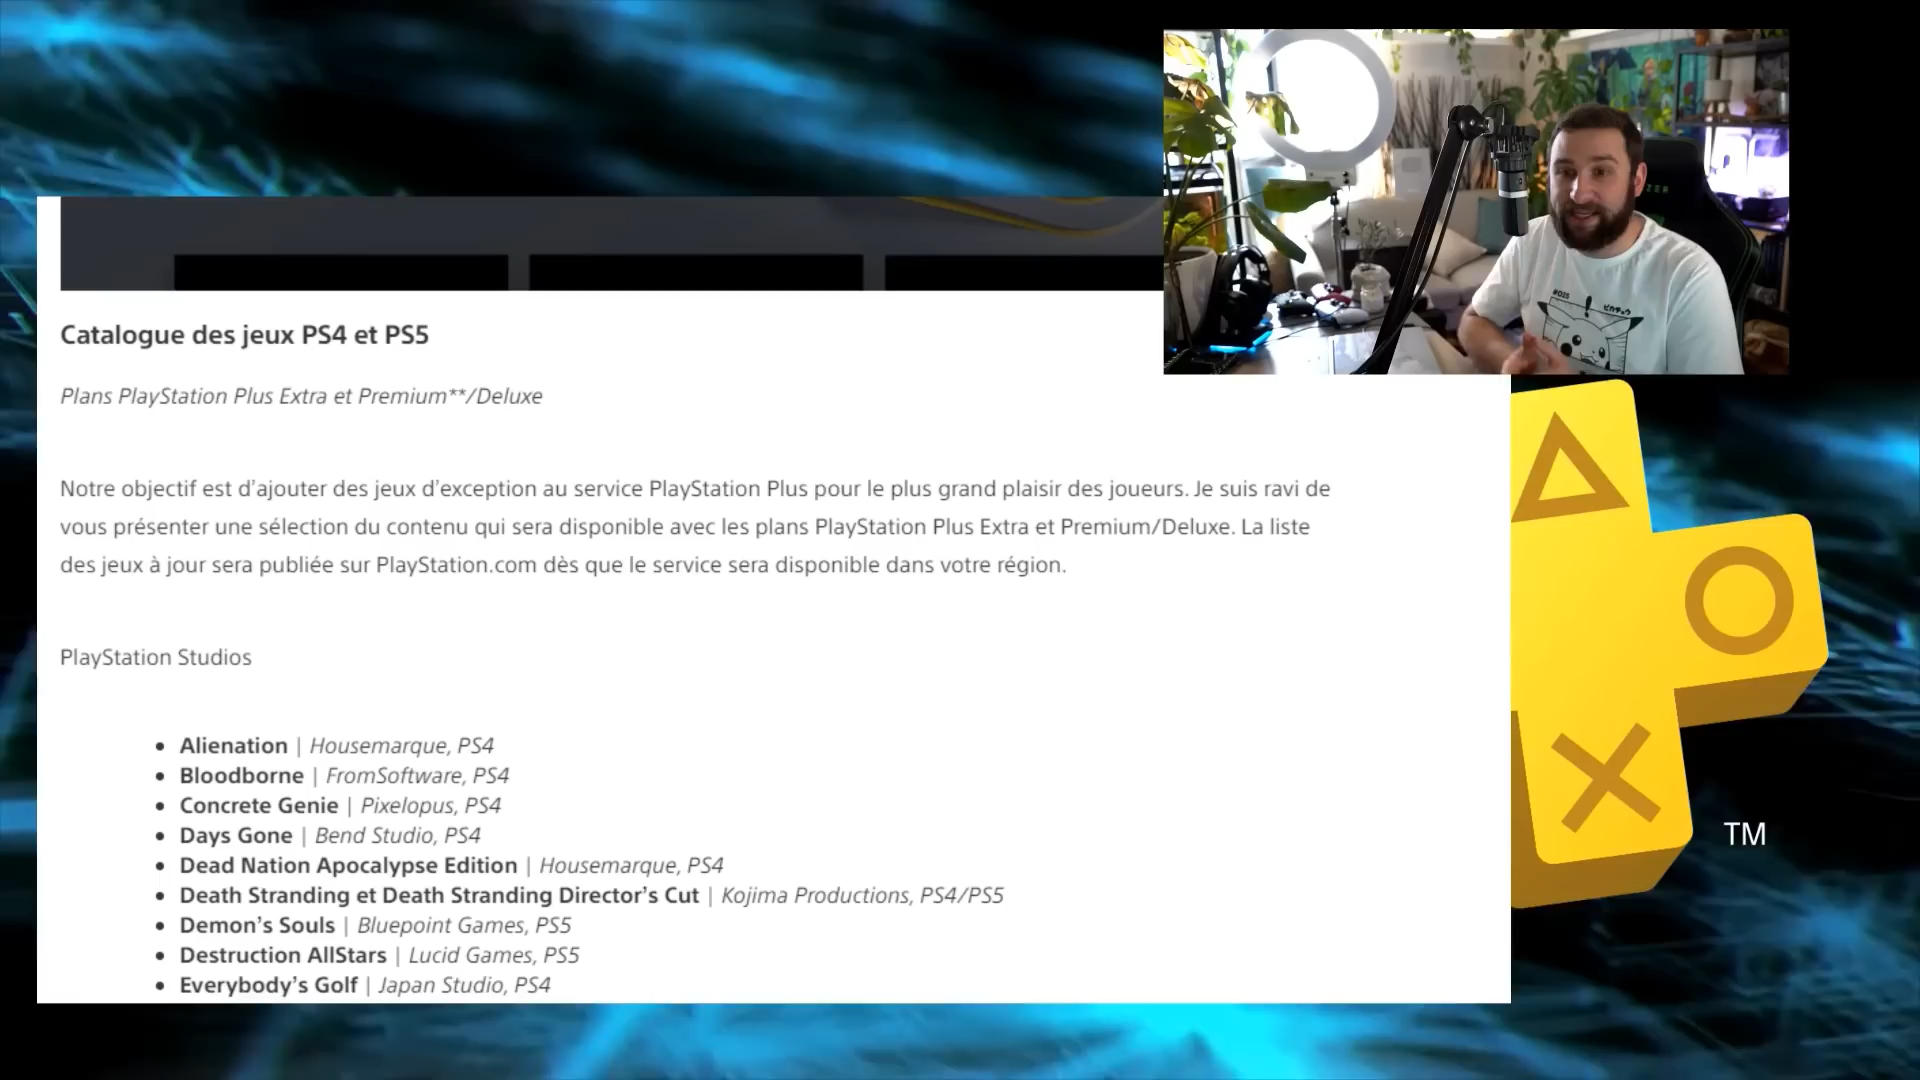 Catalogue des jeux PS4 et PS5
Plans PlayStation Plus Extra et Premium**/Deluxe
Notre objectif est d’ajouter des jeux d’exception au service PlayStation Plus pour le plus grand plaisir des joueurs. Je suis ravi de
vous présenter une sélection du contenu qui sera disponible avec les plans PlayStation Plus Extra et Premium/Deluxe. La liste
des jeux à jour sera publiée sur PlayStation.com dès que le service sera disponible dans votre région.
PlayStation Studios
• Alienation | Housemarque, PS4
• Bloodborne | FromSoftware, PS4
• Concrete Genie | Pixelopus, PS4
• Days Gone | Bend Studio, PS4
• Dead Nation Apocalypse Edition | Housemarque, PS4
• Death Stranding et Death Stranding Director’s Cut | Kojima Productions, PS4/PS5
• Demon’s Souls | Bluepoint Games, PS5
• Destruction AllStars | Lucid Games, PS5
• Everybody’s Golf | Japan Studio, PS4
#025
ピカチュウ
TM